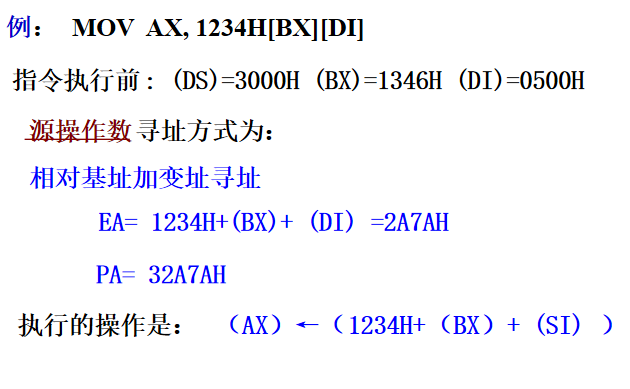 例： MOV AX, 1234H[BX][DI]
指令执行前： (DS)=3000H (BX)=1346H (DI)=0500H
源操作数寻址方式为：
相对基址加变址寻址
EA= 1234H+(BX)+ (DI) =2A7AH
PA= 32A7AH
执行的操作是： （AX）←（1234H+（BX）+（SI） ）